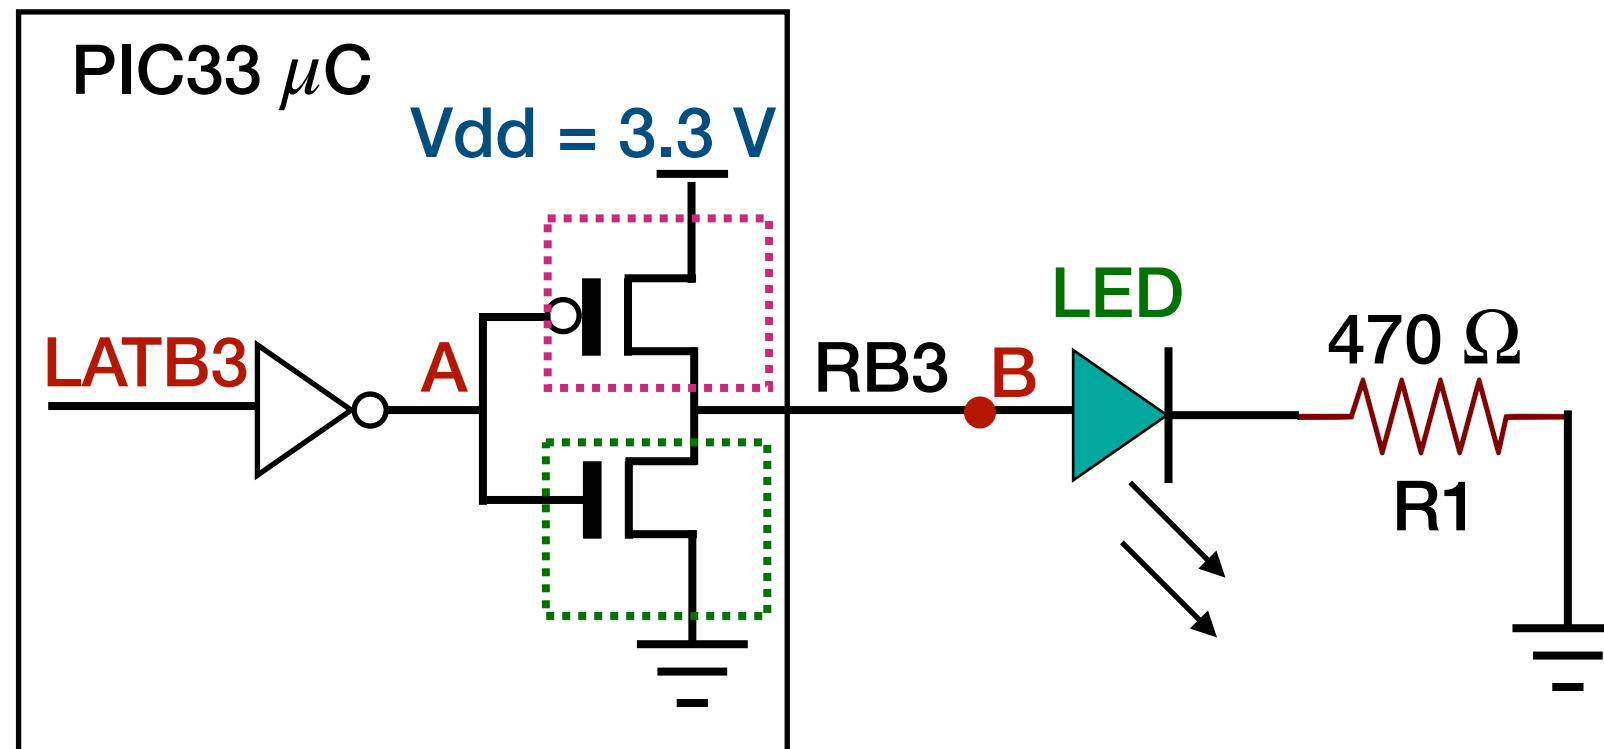 PIC33 μC
Vdd = 3.3 V
LED
470 Ω
LATB3
A
RB3
B
R1